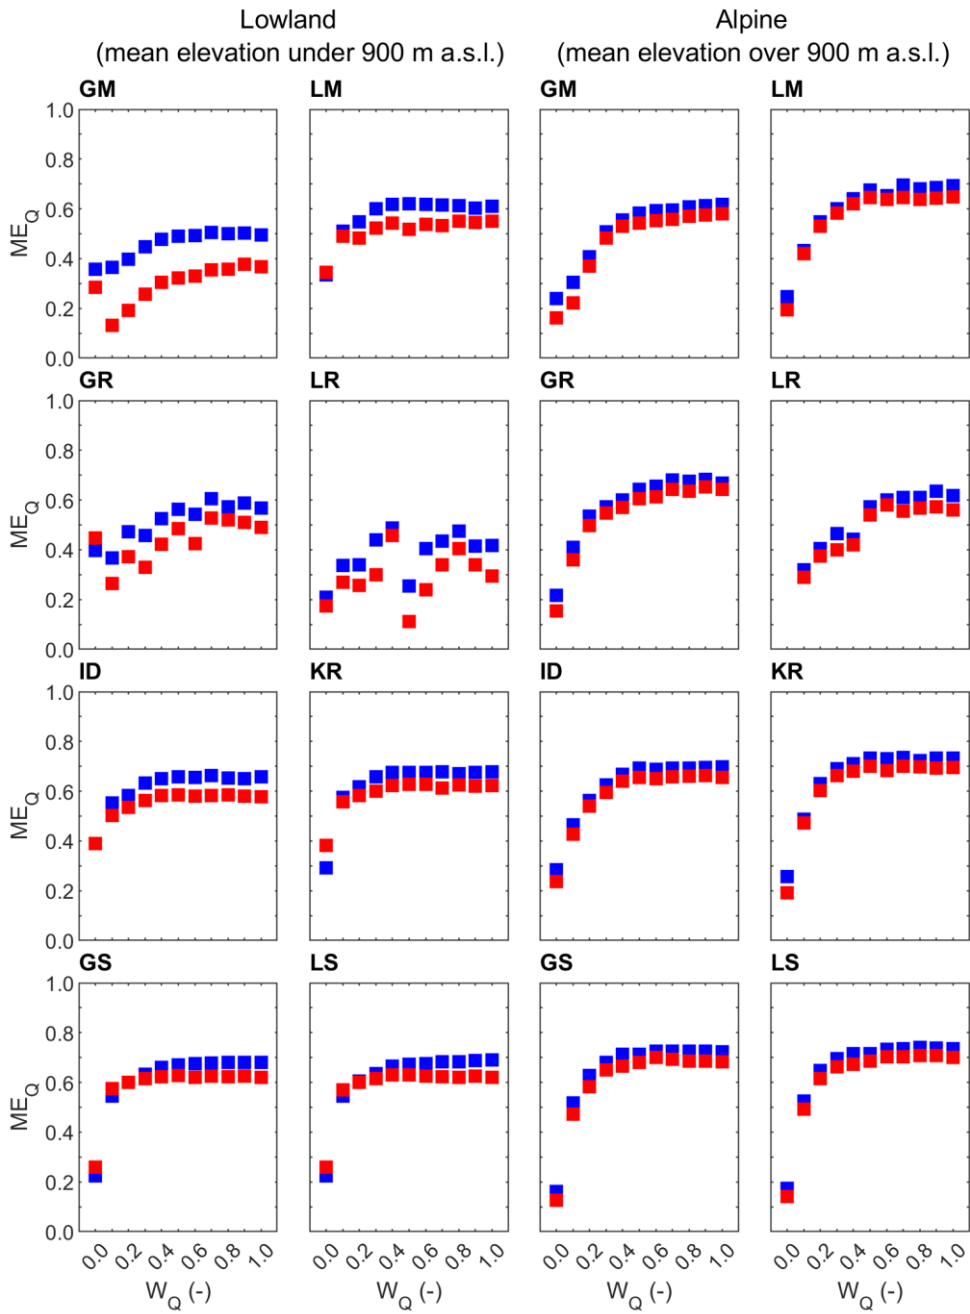 Lowland
(mean elevation under 900 m a.s.l.)
Alpine
(mean elevation over 900 m a.s.l.)
GM
LM
GM
LM
1.0
0.8
0.6
0.4
0.2
0.0
ME_Q
GR
LR
GR
LR
1.0
0.8
0.6
0.4
0.2
0.0
ME_Q
ID
KR
ID
KR
1.0
0.8
0.6
0.4
0.2
0.0
ME_Q
GS
LS
GS
LS
1.0
0.8
0.6
0.4
0.2
0.0
ME_Q
0.0 0.2 0.4 0.6 0.8 1.0
0.0 0.2 0.4 0.6 0.8 1.0
0.0 0.2 0.4 0.6 0.8 1.0
0.0 0.2 0.4 0.6 0.8 1.0
W_Q (-)
W_Q (-)
W_Q (-)
W_Q (-)